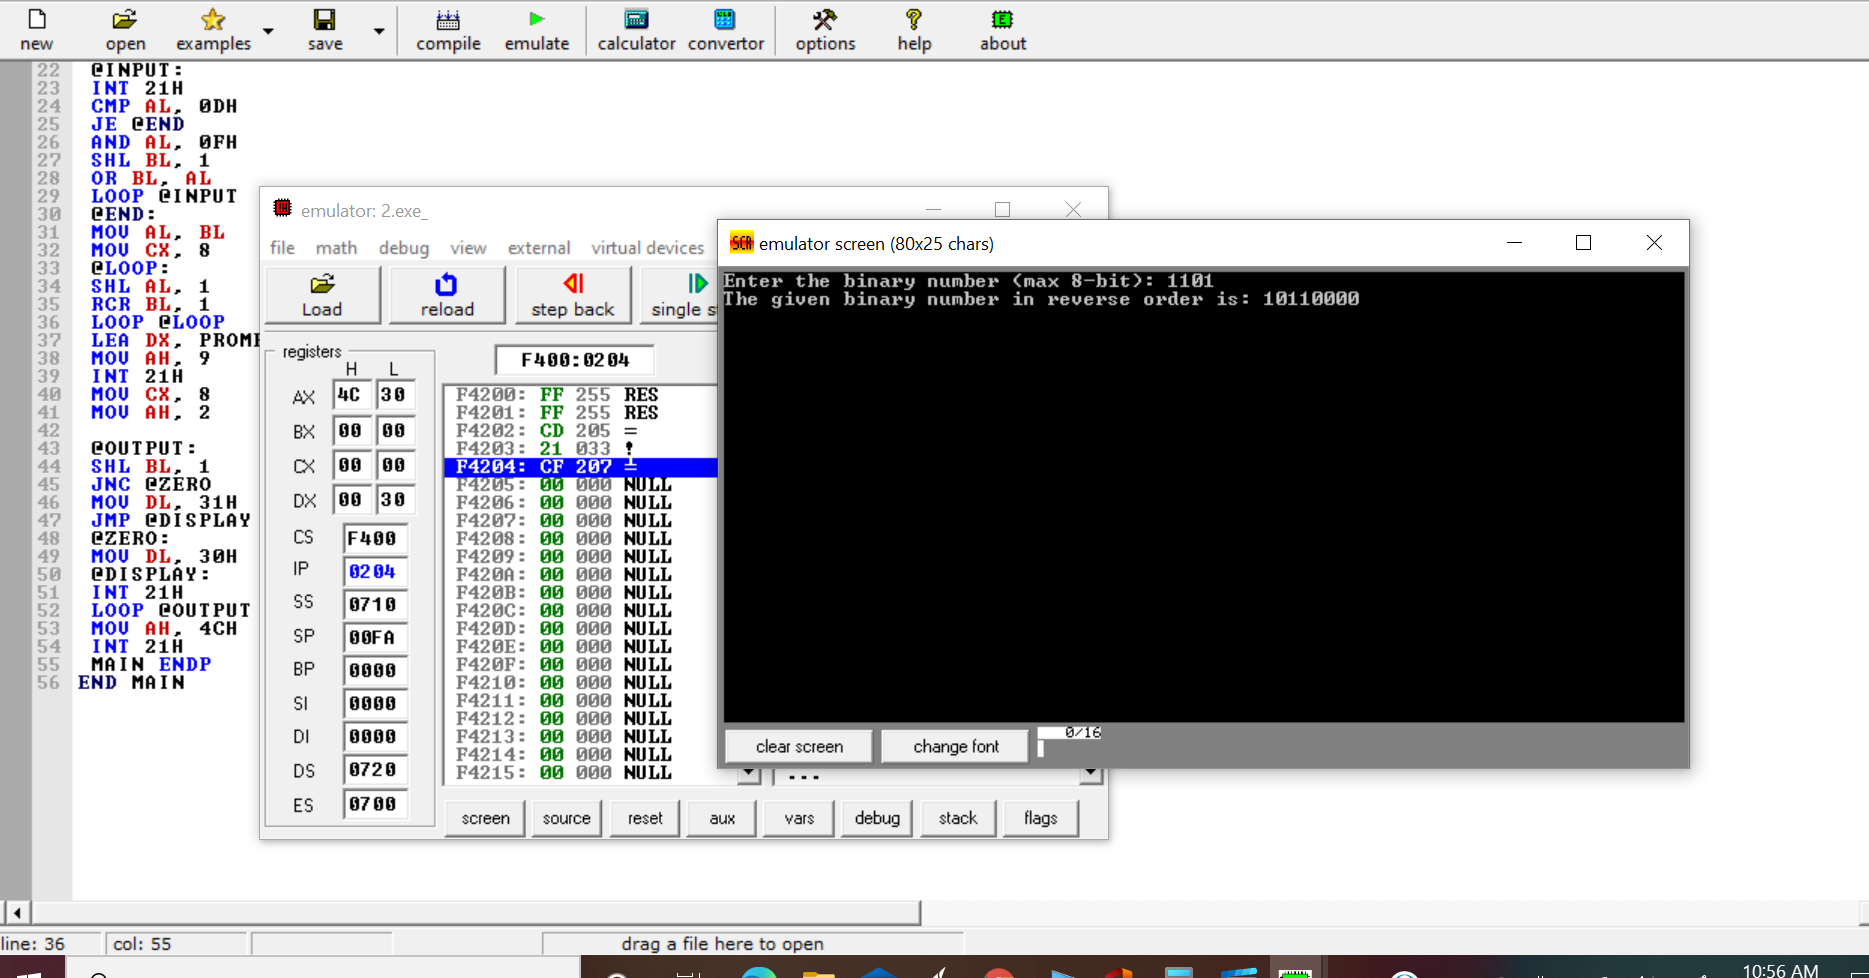 new open examples save compile emulate calculator convertor options help about
22 @INPUT:
23 INT 21H
24 CMP AL, 0DH
25 JE @END
26 AND AL, 0FH
27 SHL BL, 1
28 OR BL, AL
29 LOOP @INPUT
30 @END:
31 MOV AL, BL
32 MOV CX, 8
33 @LOOP:
34 SHL AL, 1
35 RCR BL, 1
36 LOOP @LOOP
37 LEA DX,
38 MOV AH, 9
39 INT 21H
40 MOV CX, 8
41 MOV AH, 2
42
43 @OUTPUT:
44 SHL BL, 1
45 JNC @ZERO
46 MOV DL, 31H
47 JMP @DISPLAY
48 @ZERO:
49 MOV DL, 30H
50 @DISPLAY:
51 INT 21H
52 LOOP @OUTPUT
53 MOV AH, 4CH
54 INT 21H
55 MAIN ENDP
56 END MAIN
emulator: 2.exe_
file math debug view external virtual devices
Load reload step back single
registers
H L
AX 4C 30
BX 00 00
CX 00 00
DX 00 30
CS F400
IP 0204
SS 0710
SP 00FA
BP 0000
SI 0000
DI 0000
DS 0720
ES 0700
F400:0204
F4200: FF 255 RES
F4201: FF 255 RES
F4202: CD 205 =
F4203: 21 033 !
F4204: CF 207 ╧
F4205: 00 000 NULL
F4206: 00 000 NULL
F4207: 00 000 NULL
F4208: 00 000 NULL
F4209: 00 000 NULL
F420A: 00 000 NULL
F420B: 00 000 NULL
F420C: 00 000 NULL
F420D: 00 000 NULL
F420E: 00 000 NULL
F420F: 00 000 NULL
F4210: 00 000 NULL
F4211: 00 000 NULL
F4212: 00 000 NULL
F4213: 00 000 NULL
F4214: 00 000 NULL
F4215: 00 000 NULL
...
screen source reset aux vars debug stack flags
SCR emulator screen (80x25 chars)
Enter the binary number (max 8-bit): 1101
The given binary number in reverse order is: 10110000
clear screen change font 0/16
line: 36 col: 55 drag a file here to open
10:56 AM